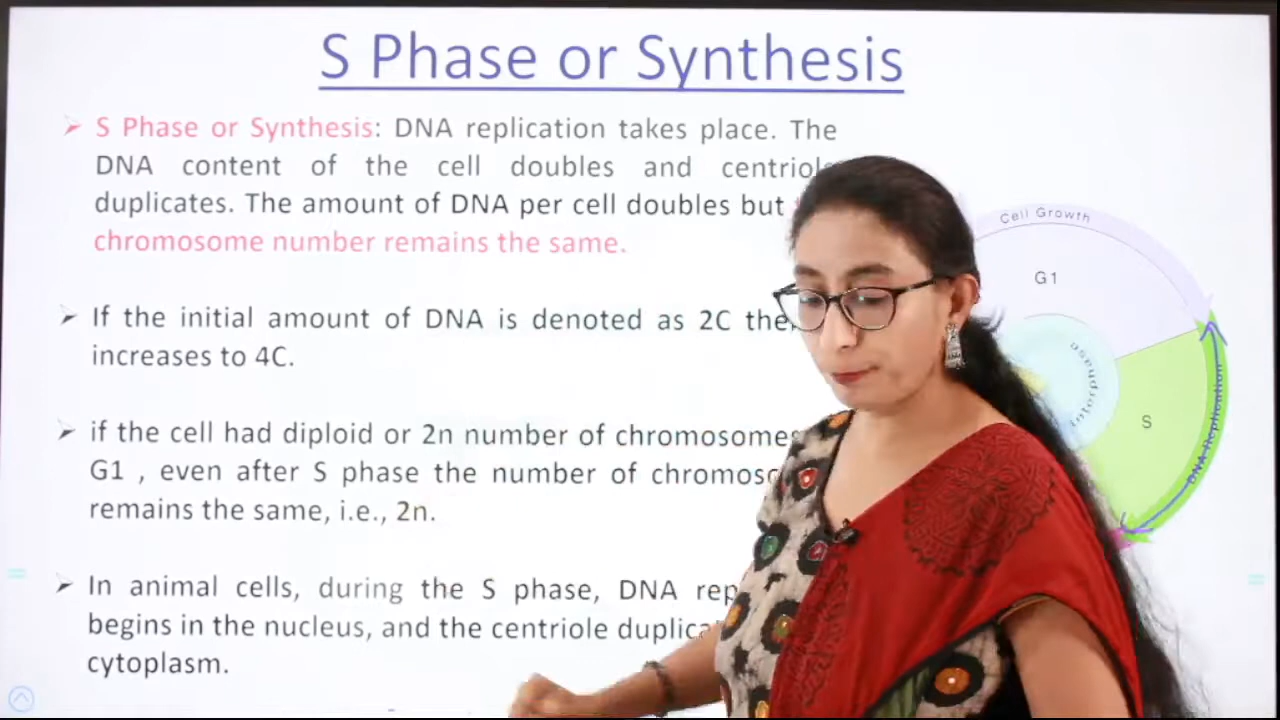 S Phase or Synthesis
S Phase or Synthesis: DNA replication takes place. The
DNA content of the cell doubles and
duplicates. The amount of DNA per cell doubles but
chromosome number remains the same.
If the initial amount of DNA is denoted as 2C
increases to 4C.
if the cell had diploid or 2n number of chromosomes
G1 , even after S phase the number of
remains the same, i.e., 2n.
In animal cells, during the S phase, DNA
begins in the nucleus, and the centriole
cytoplasm.
Cell Growth
G1
S
DNA Replication